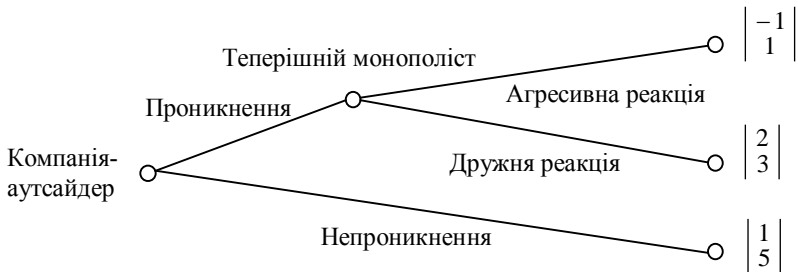 | −1 |
| 1 |
Теперішній монополіст
Агресивна реакція
Проникнення
| 2 |
| 3 |
Компанія-
аутсайдер
Дружня реакція
Непроникнення
| 1 |
| 5 |